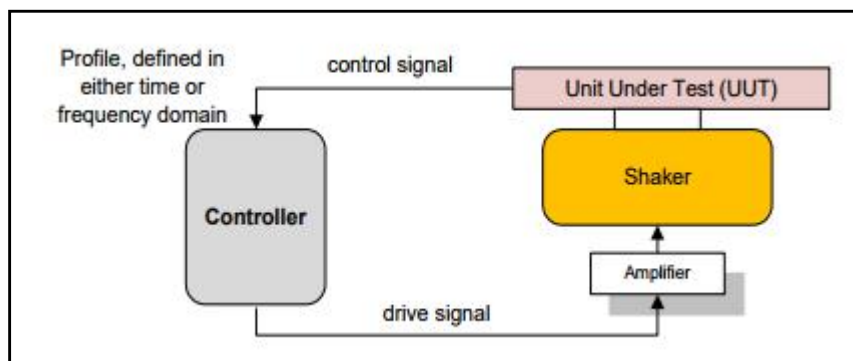 Profile, defined in
either time or
frequency domain
control signal
Unit Under Test (UUT)
Shaker
Controller
Amplifier
drive signal